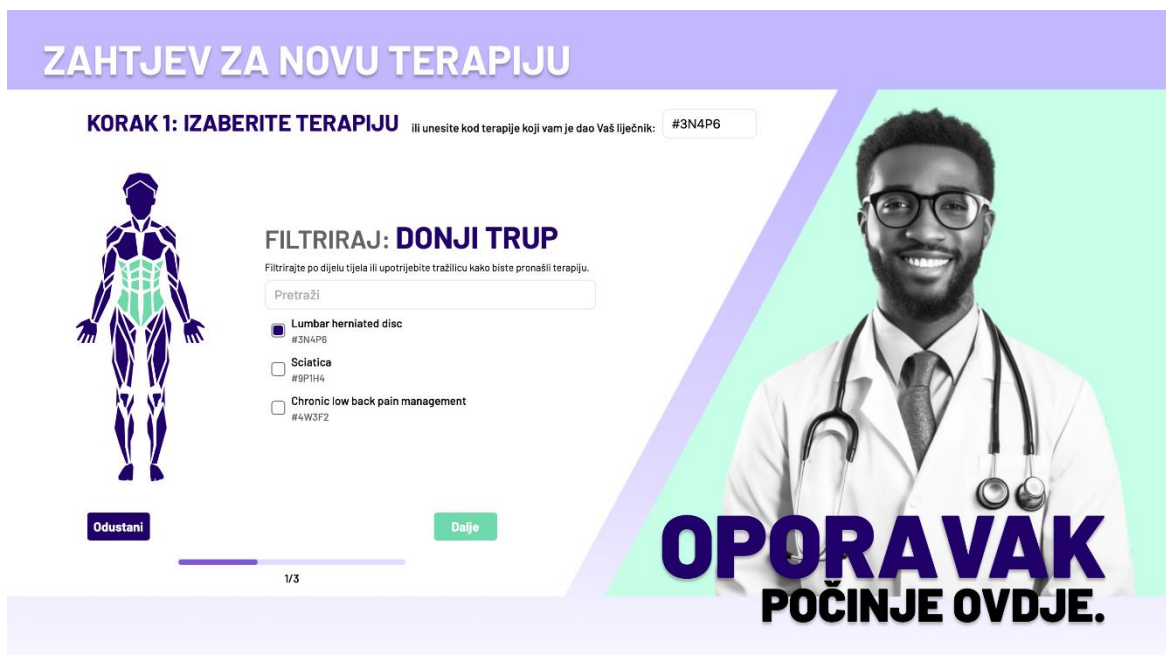 ZAHTJEV ZA NOVU TERAPIJU
KORAK 1: IZABERITE TERAPIJU ili unesite kod terapije koji vam je dao Vaš liječnik: #3N4P6
FILTRIRAJ: DONJI TRUP
Filtrirajte po dijelu tijela ili upotrijebite tražilicu kako biste pronašli terapiju.
Pretraži
Lumbar herniated disc
#3N4P6
Sciatica
#9P1H4
Chronic low back pain management
#4W3F2
Odustani
Dalje
1/3
OPORAVAK
POČINJE OVDJE.